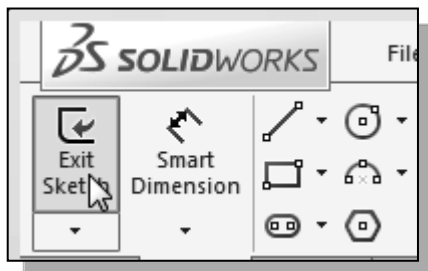 SOLIDWORKS
File
Exit
Sketch
Smart
Dimension